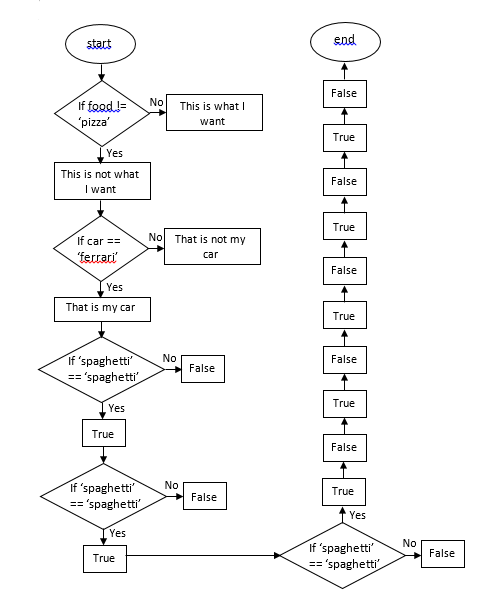 start
If food !=
‘pizza’
No
This is what I
want
Yes
This is not what
I want
If car ==
‘ferrari’
No
That is not my
car
Yes
That is my car
If ‘spaghetti’
== ‘spaghetti’
No
False
Yes
True
If ‘spaghetti’
== ‘spaghetti’
No
False
Yes
True
If ‘spaghetti’
== ‘spaghetti’
No
False
Yes
True
False
True
False
True
False
True
False
True
False
end